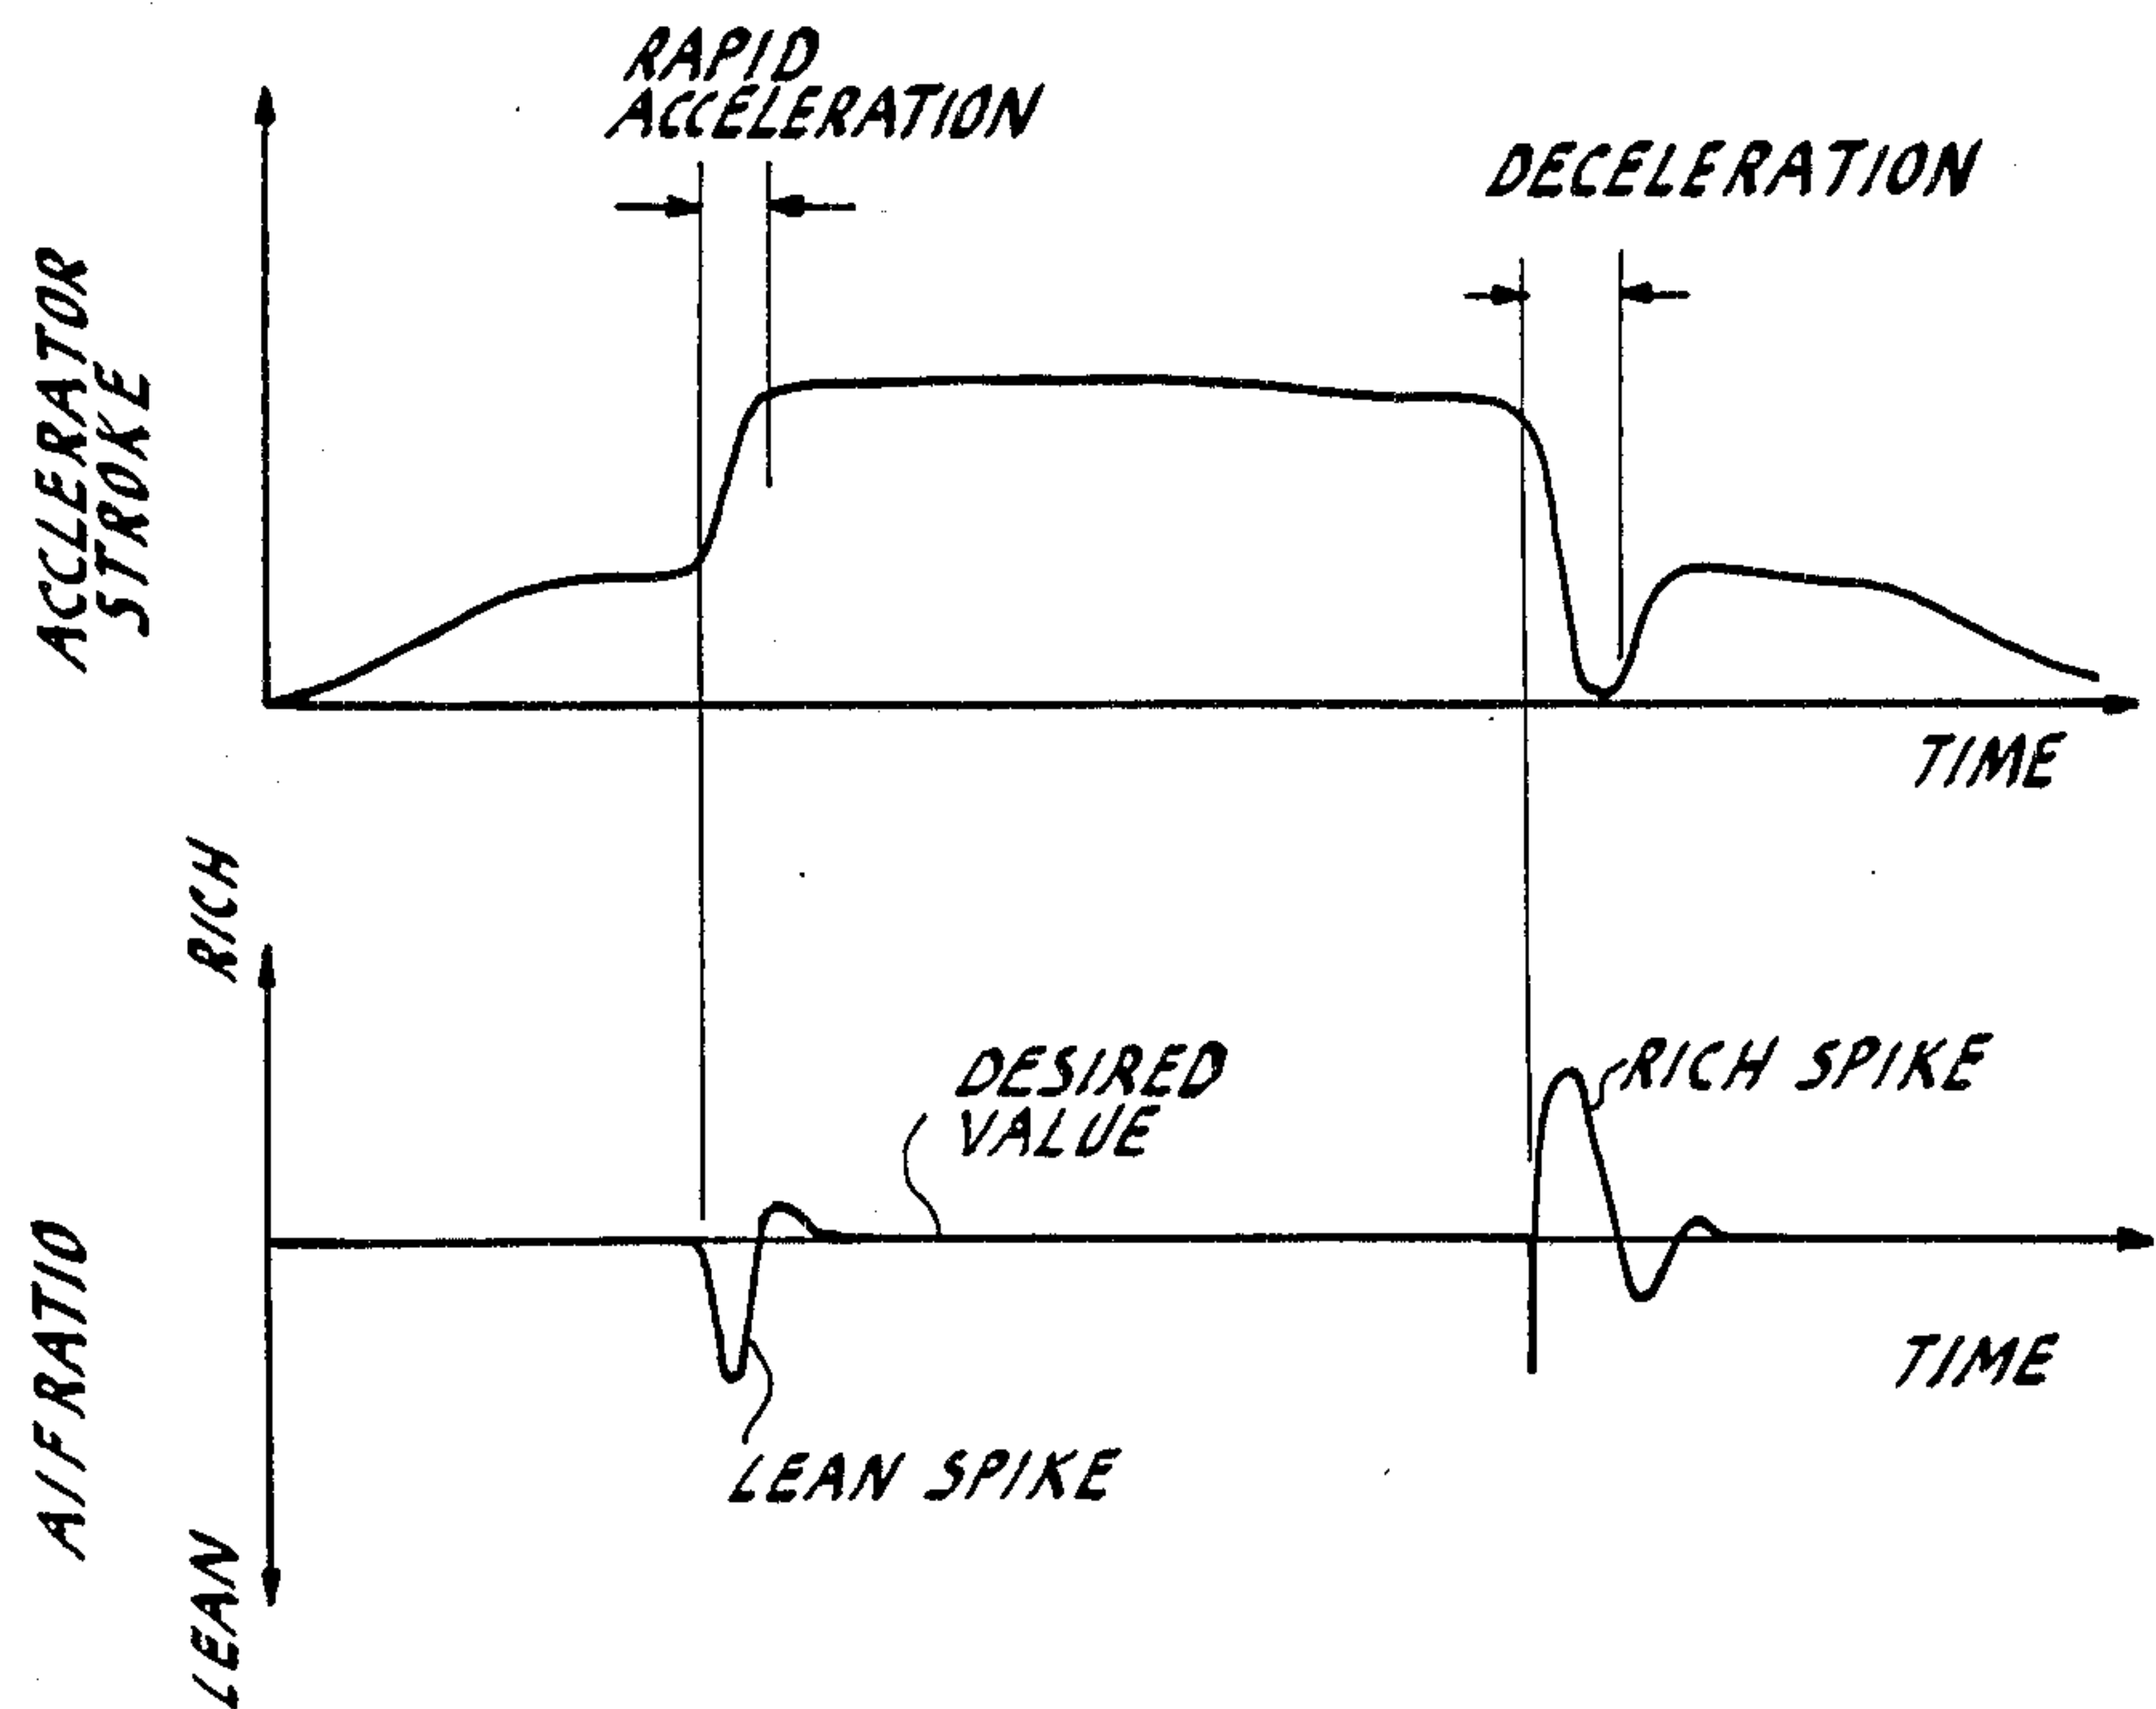 RAPID
ACCELERATION
DECELERATION
ACCLERATOR
STROKE
TIME
RICH
DESIRED
VALUE
RICH SPIKE
A/F RATIO
TIME
LEAN SPIKE
LEAN